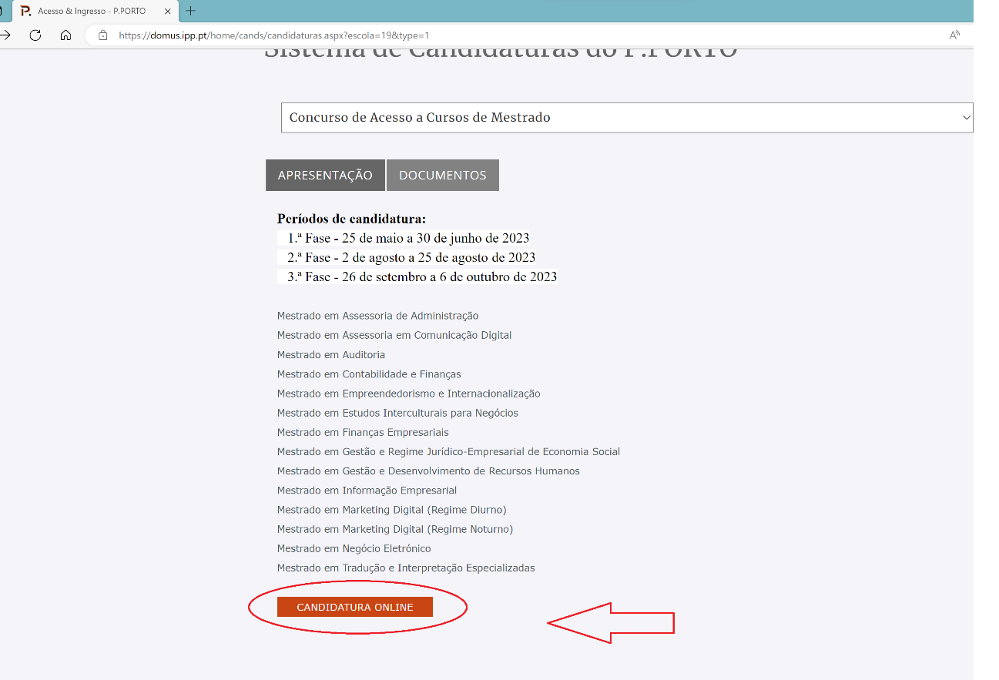 P. Acesso & Ingresso - P.PORTO
https://domus.ipp.pt/home/cands/candidaturas.aspx?escola=19&type=1
Sistema de Candidaturas do P.PORTO
Concurso de Acesso a Cursos de Mestrado
APRESENTAÇÃO DOCUMENTOS
Períodos de candidatura:
1.ª Fase - 25 de maio a 30 de junho de 2023
2.ª Fase - 2 de agosto a 25 de agosto de 2023
3.ª Fase - 26 de setembro a 6 de outubro de 2023
Mestrado em Assessoria de Administração
Mestrado em Assessoria em Comunicação Digital
Mestrado em Auditoria
Mestrado em Contabilidade e Finanças
Mestrado em Empreendedorismo e Internacionalização
Mestrado em Estudos Interculturais para Negócios
Mestrado em Finanças Empresariais
Mestrado em Gestão e Regime Jurídico-Empresarial de Economia Social
Mestrado em Gestão e Desenvolvimento de Recursos Humanos
Mestrado em Informação Empresarial
Mestrado em Marketing Digital (Regime Diurno)
Mestrado em Marketing Digital (Regime Noturno)
Mestrado em Negócio Eletrónico
Mestrado em Tradução e Interpretação Especializadas
CANDIDATURA ONLINE